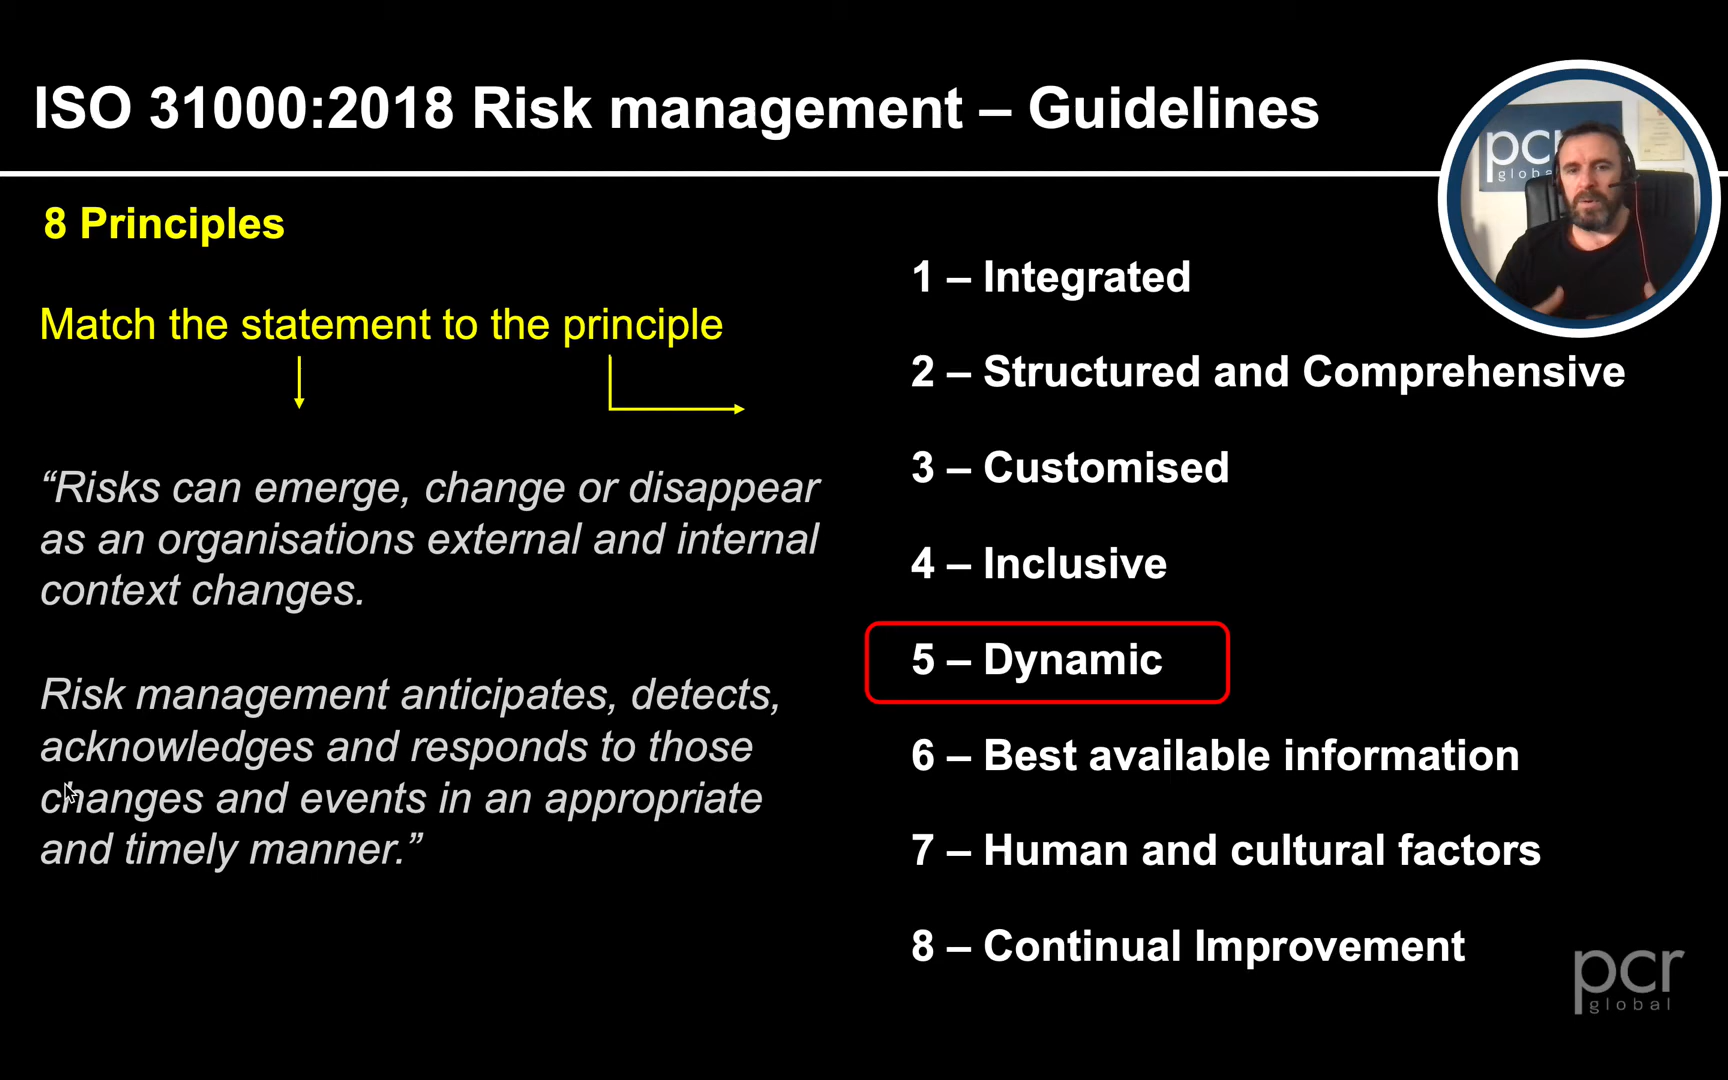 ISO 31000:2018 Risk management – Guidelines
8 Principles
Match the statement to the principle
“Risks can emerge, change or disappear
as an organisations external and internal
context changes.
Risk management anticipates, detects,
acknowledges and responds to those
changes and events in an appropriate
and timely manner.”
1 – Integrated
2 – Structured and Comprehensive
3 – Customised
4 – Inclusive
5 – Dynamic
6 – Best available information
7 – Human and cultural factors
8 – Continual Improvement
pcr
global